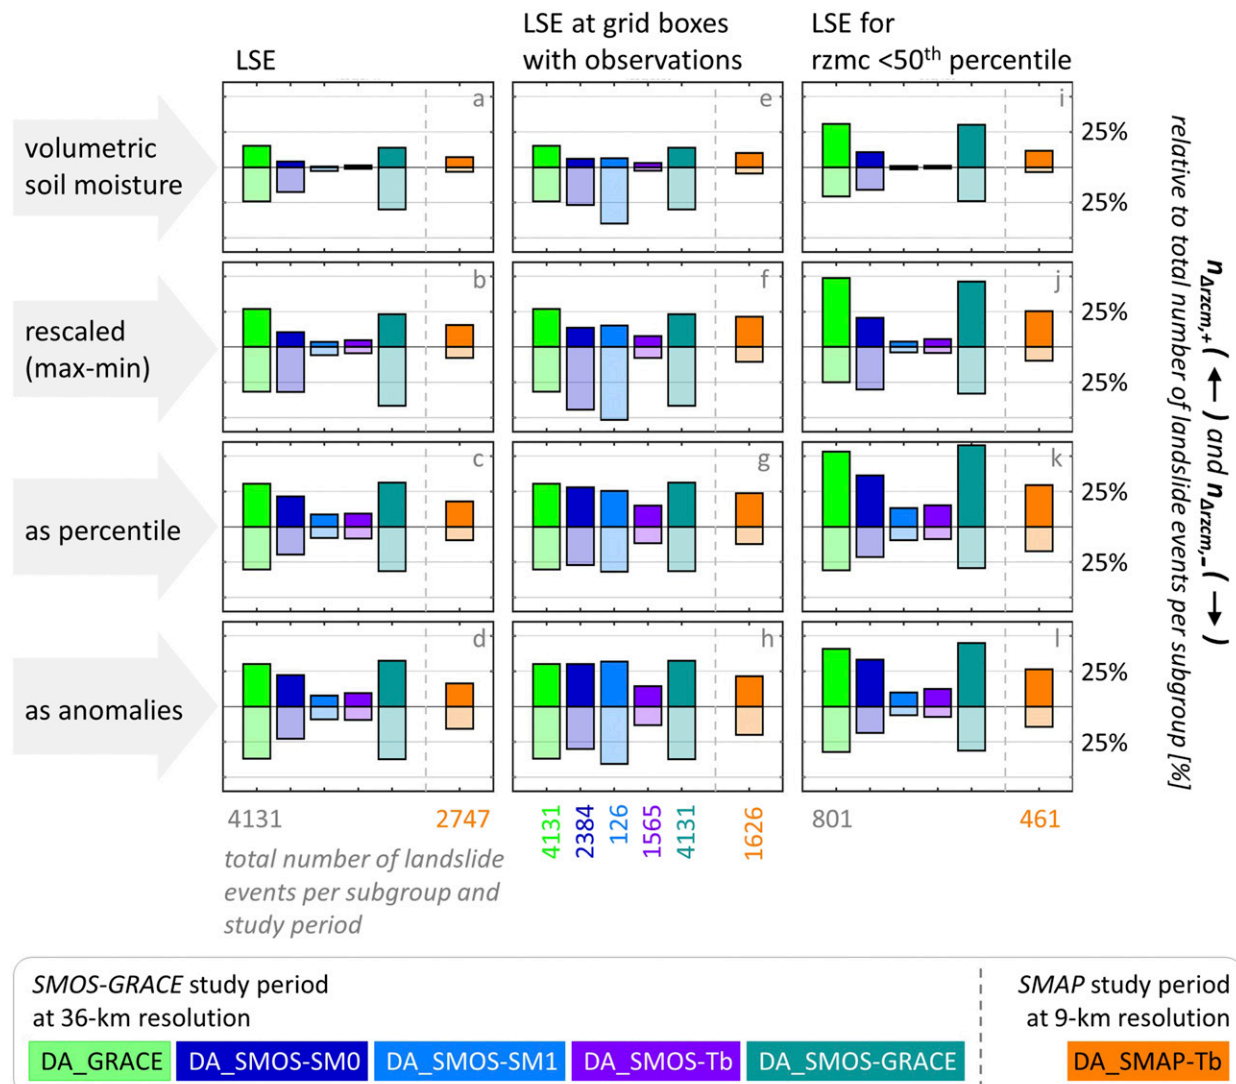 LSE
LSE at grid boxes
with observations
LSE for
rzmc <50th percentile
volumetric
soil moisture
a
e
i
25%
25%
rescaled
(max-min)
b
f
j
25%
25%
as percentile
c
g
k
25%
25%
as anomalies
d
h
l
25%
25%
nΔrzcm,+ ( ← ) and nΔrzcm,- ( → )
relative to total number of landslide events per subgroup [%]
4131
2747
4131
2384
126
1565
4131
1626
801
461
total number of landslide
events per subgroup and
study period
SMOS-GRACE study period
at 36-km resolution
SMAP study period
at 9-km resolution
DA_GRACE
DA_SMOS-SM0
DA_SMOS-SM1
DA_SMOS-Tb
DA_SMOS-GRACE
DA_SMAP-Tb